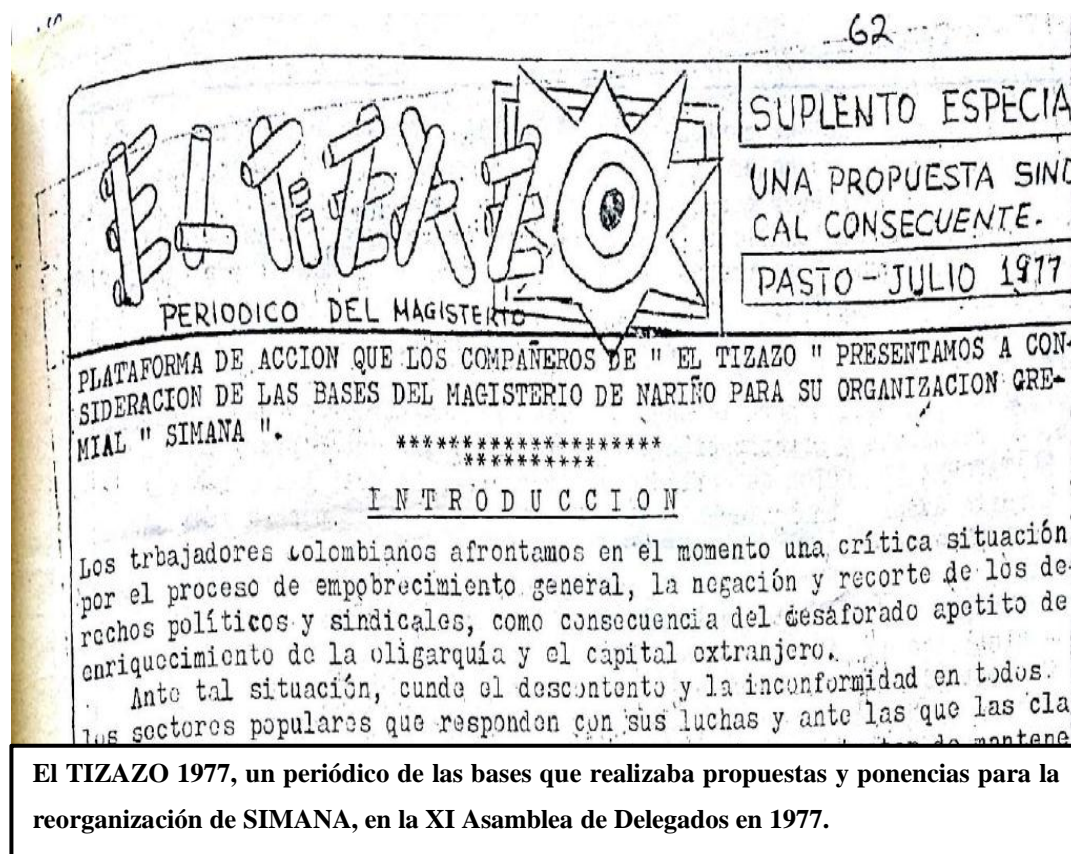 62
EL TIZAZO
PERIODICO DEL MAGISTERIO
SUPLENTO ESPECIA
UNA PROPUESTA SIND
CAL CONSECUENTE.
PASTO - JULIO 1977
PLATAFORMA DE ACCION QUE LOS COMPAÑEROS DE " EL TIZAZO " PRESENTAMOS A CON-
SIDERACION DE LAS BASES DEL MAGISTERIO DE NARIÑO PARA SU ORGANIZACION GRE-
MIAL " SIMANA ".
*********************
**********
I N T R O D U C C I O N
Los trbajadores colombianos afrontamos en el momento una crítica situación
por el proceso de empobrecimiento general, la negación y recorte de los de-
rechos políticos y sindicales, como consecuencia del desaforado apetito de
enriquecimiento de la oligarquía y el capital extranjero.
Ante tal situación, cunde el descontento y la inconformidad en todos.
los sectores populares que responden con sus luchas y ante las que las cla
de mantene
El TIZAZO 1977, un periódico de las bases que realizaba propuestas y ponencias para la
reorganización de SIMANA, en la XI Asamblea de Delegados en 1977.